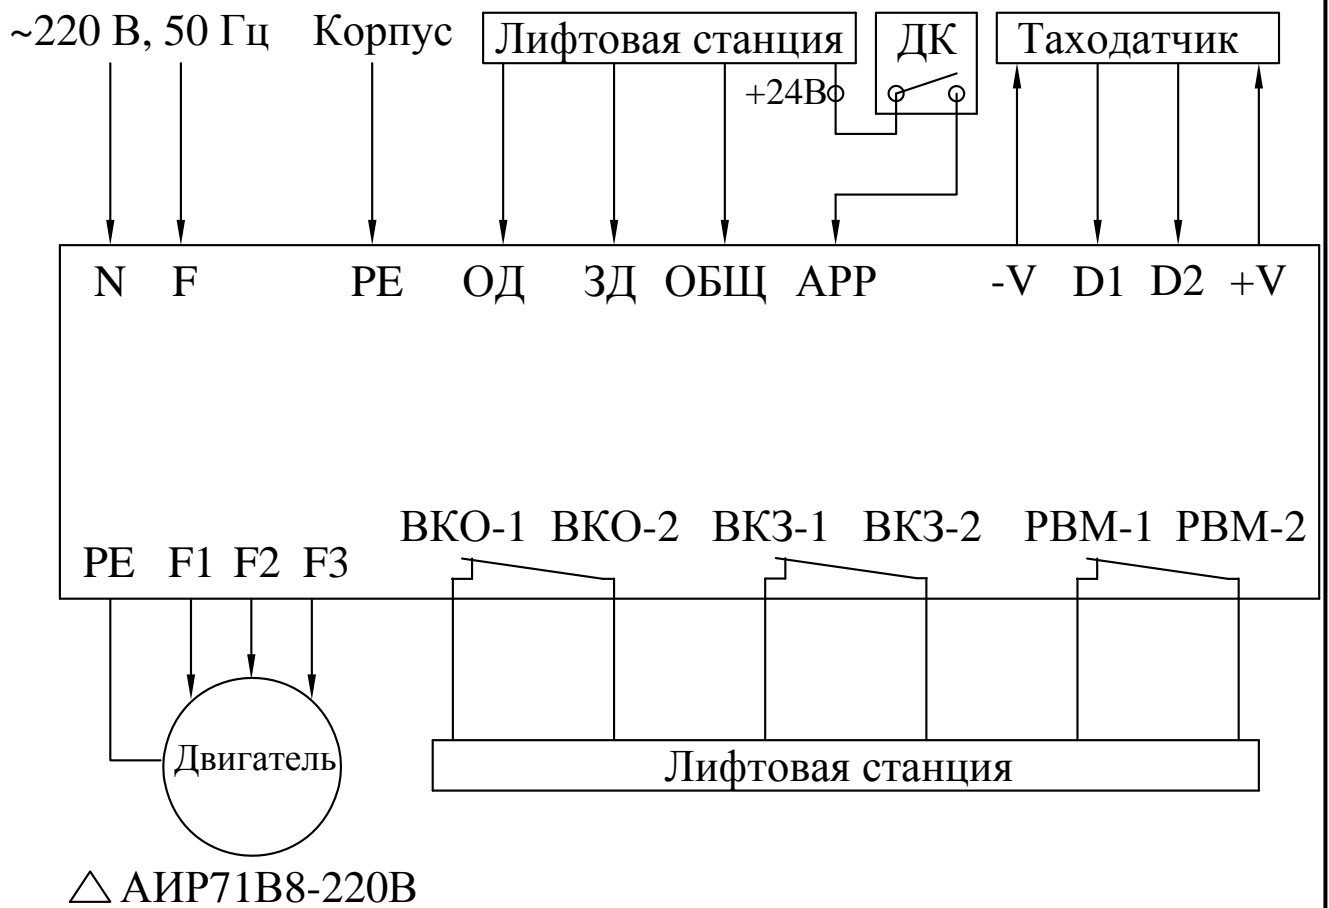 ~220 В, 50 Гц Корпус Лифтовая станция ДК Таходатчик
+24В
N F PE ОД ЗД ОБЩ APP -V D1 D2 +V
ВКО-1 ВКО-2 ВКЗ-1 ВКЗ-2 РВМ-1 РВМ-2
PE F1 F2 F3
Двигатель Лифтовая станция
△ АИР71В8-220В